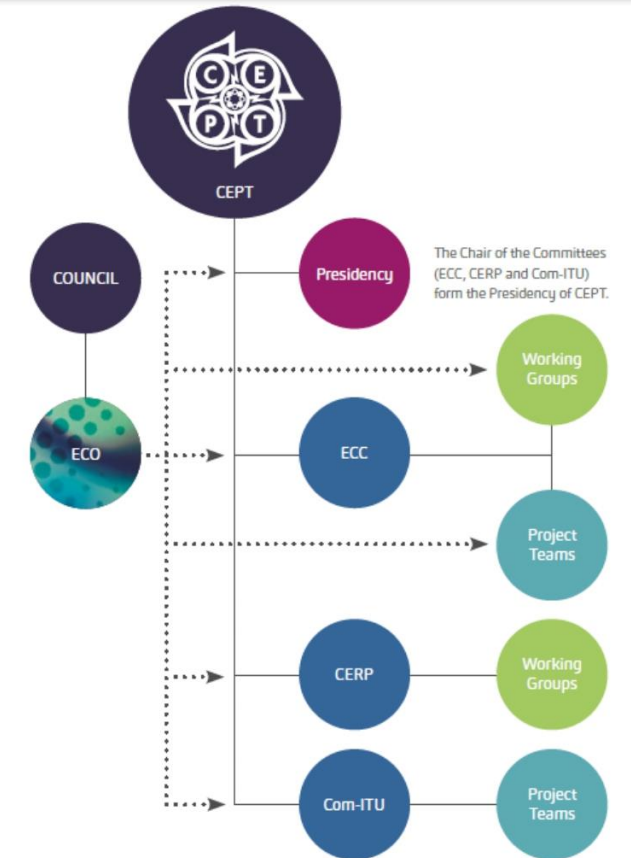 C E
P T
CEPT
COUNCIL
Presidency
The Chair of the Committees
(ECC, CERP and Com-ITU)
form the Presidency of CEPT.
Working
Groups
ECO
ECC
Project
Teams
CERP
Working
Groups
Com-ITU
Project
Teams